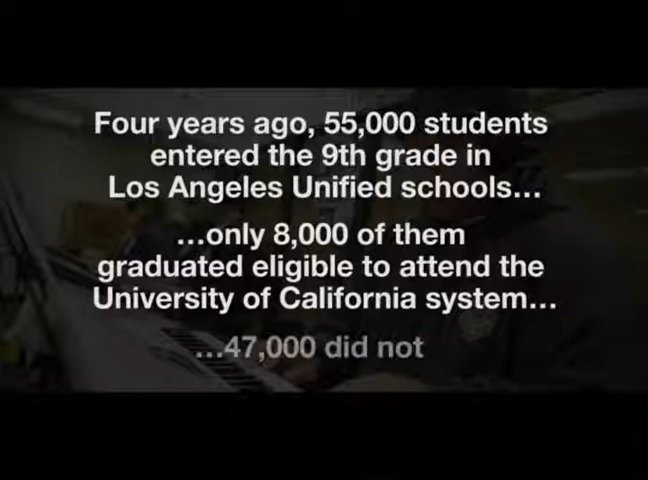 Four years ago, 55,000 students
entered the 9th grade in
Los Angeles Unified schools...
...only 8,000 of them
graduated eligible to attend the
University of California system...
...47,000 did not